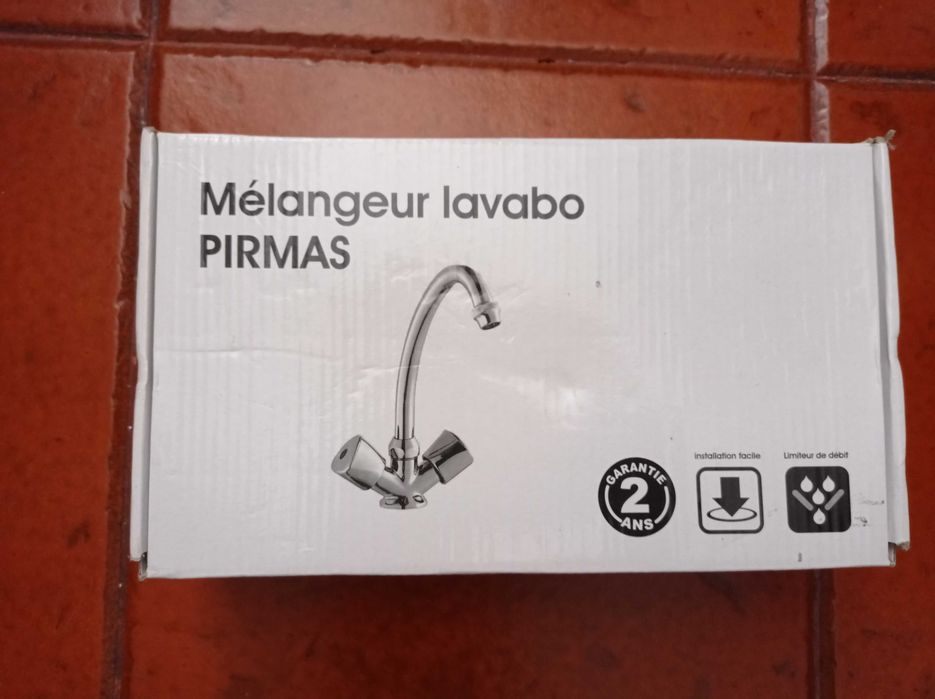 Mélangeur lavabo
PIRMAS
GARANTIE
2
ANS
installation facile
Limiteur de débit